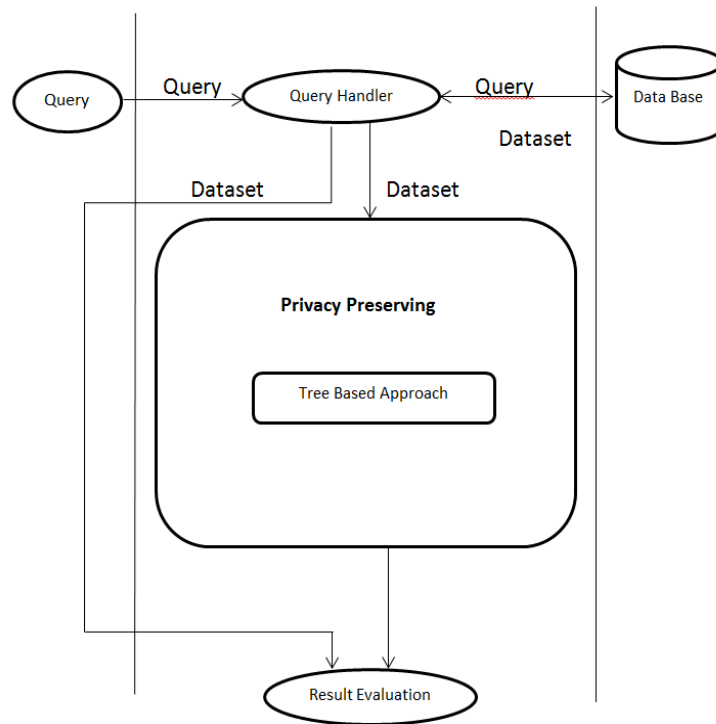 Query
Query
Query Handler
Query
Data Base
Dataset
Dataset
Dataset
Privacy Preserving
Tree Based Approach
Result Evaluation